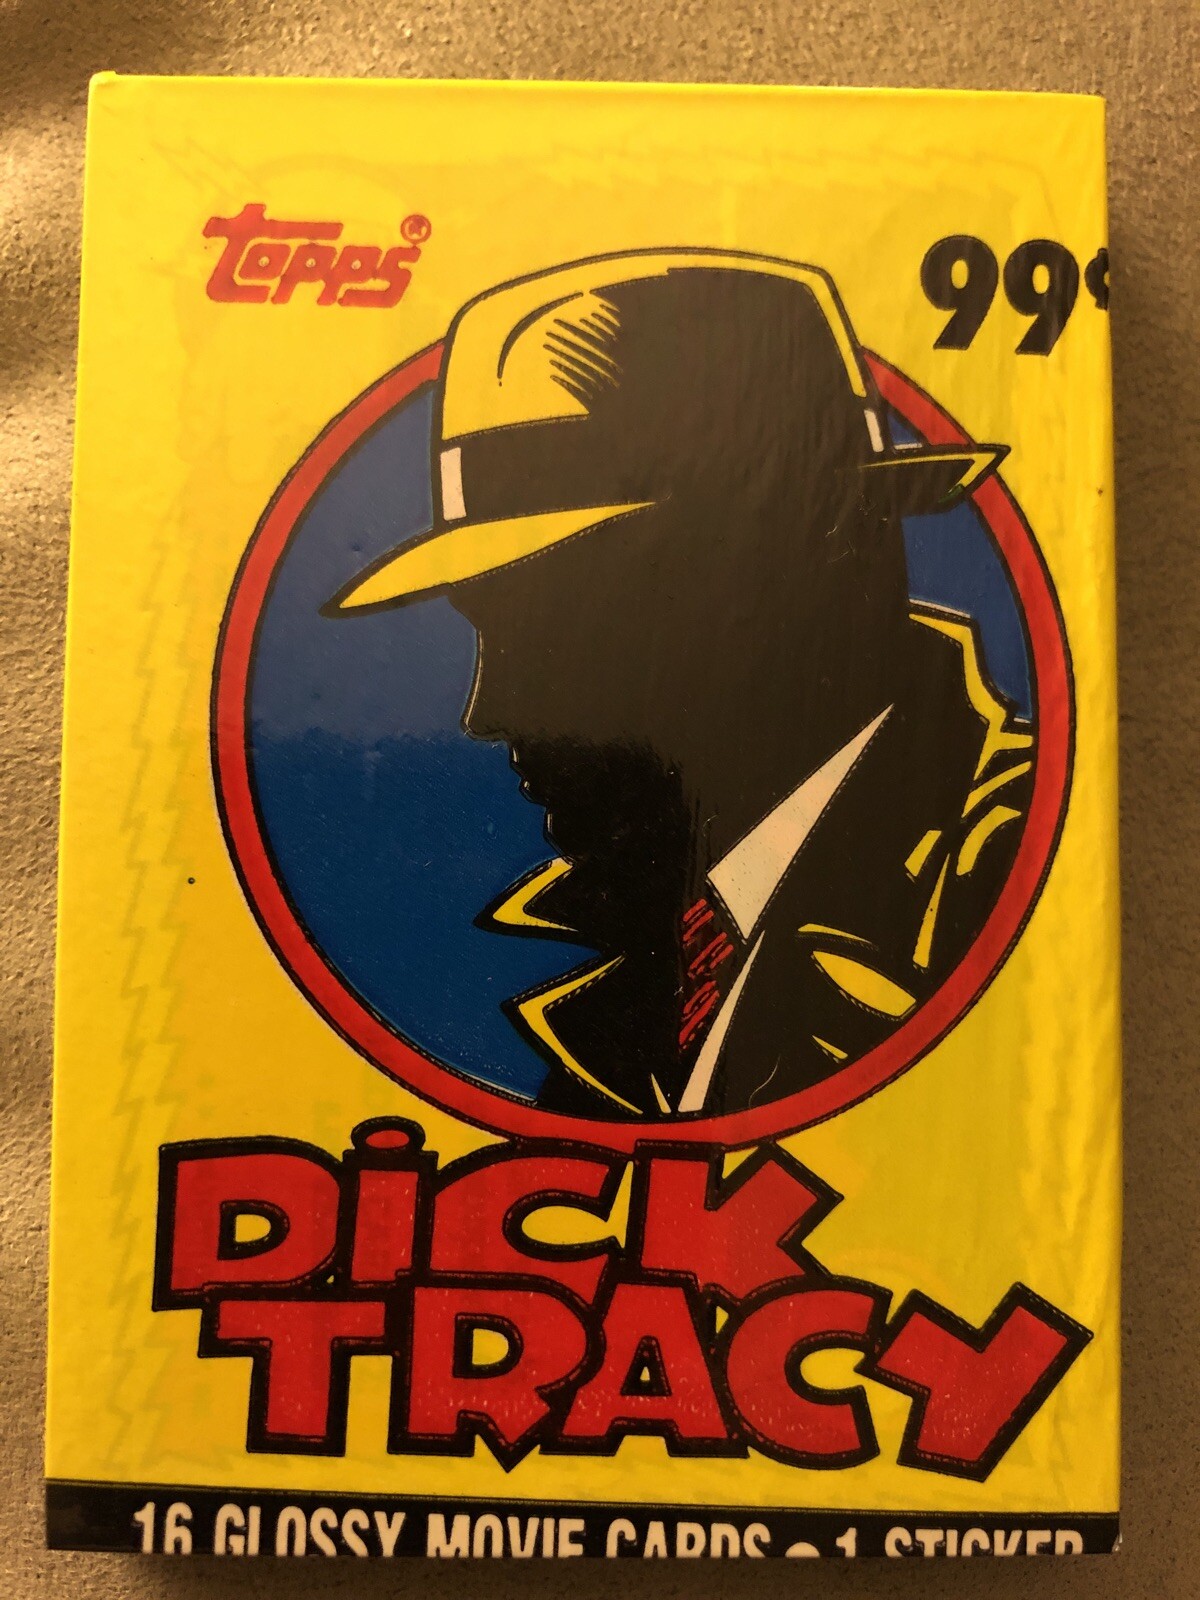 Topps®
99¢
DiCK
TRACY
16 GLOSSY MOVIE CARDS • 1 STICKER